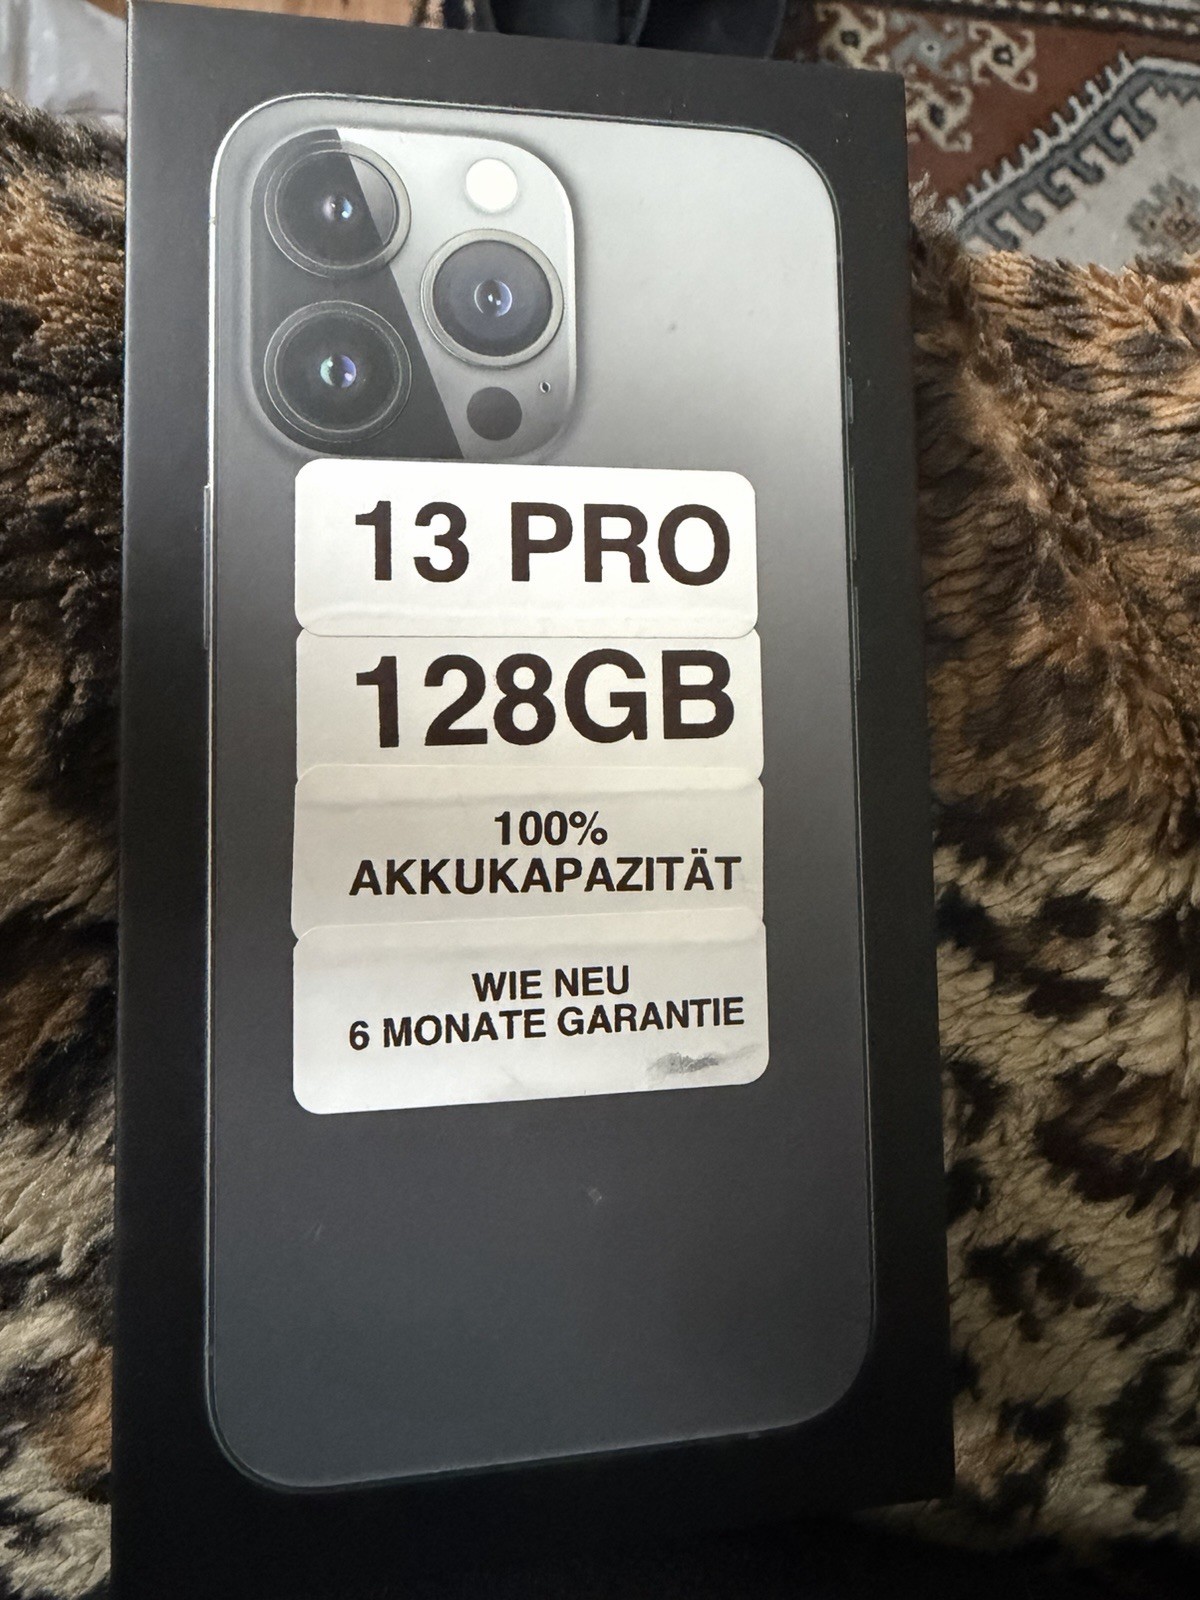 13 PRO
128GB
100%
AKKUKAPAZITÄT
WIE NEU
6 MONATE GARANTIE